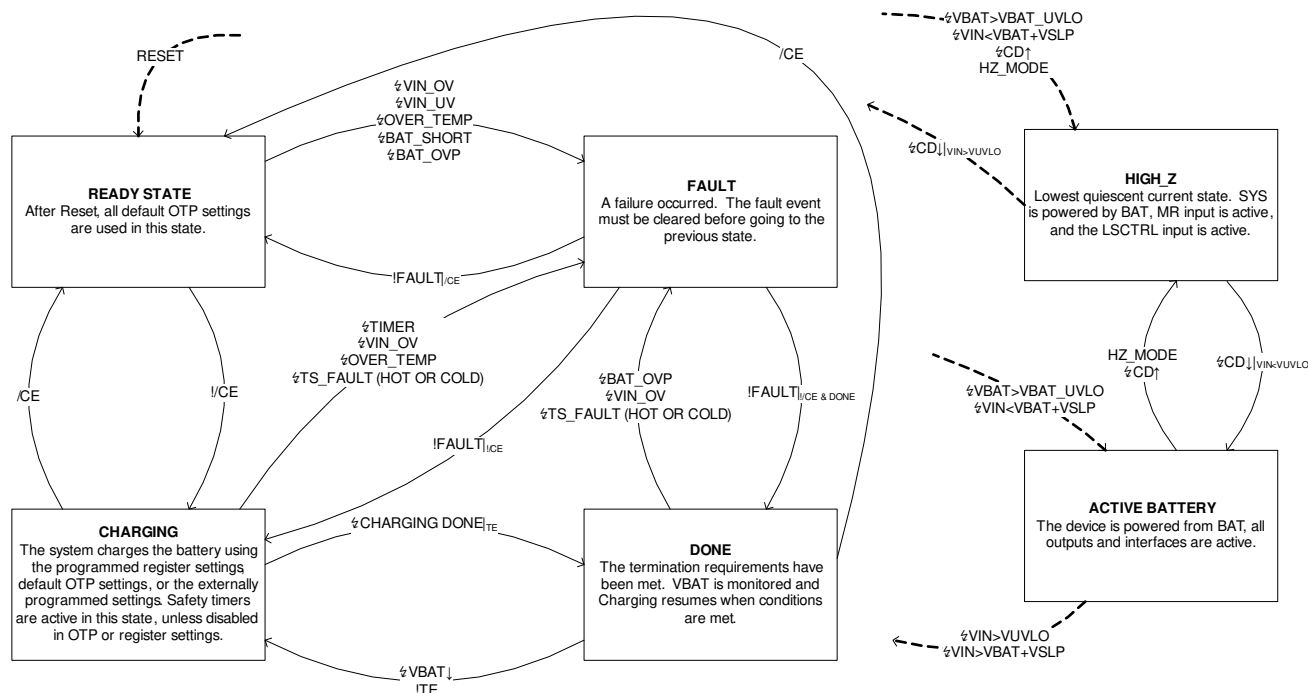 RESET
/CE
↯VBAT>VBAT_UVLO
↯VIN<VBAT+VSLP
↯CD↑
HZ_MODE
↯VIN_OV
↯VIN_UV
↯OVER_TEMP
↯BAT_SHORT
↯BAT_OVP
↯CD↓|VIN>VUVLO
READY STATE
After Reset, all default OTP settings
are used in this state.
FAULT
A failure occurred. The fault event
must be cleared before going to the
previous state.
HIGH_Z
Lowest quiescent current state. SYS
is powered by BAT, MR input is active,
and the LSCTRL input is active.
!FAULT|/CE
↯TIMER
↯VIN_OV
↯OVER_TEMP
↯TS_FAULT (HOT OR COLD)
/CE
!/CE
↯BAT_OVP
↯VIN_OV
↯TS_FAULT (HOT OR COLD)
!FAULT|!/CE & DONE
!FAULT|!/CE
HZ_MODE
↯CD↑
↯CD↓|VIN<VUVLO
↯VBAT>VBAT_UVLO
↯VIN<VBAT+VSLP
CHARGING
The system charges the battery using
the programmed register settings,
default OTP settings, or the externally
programmed settings. Safety timers
are active in this state, unless disabled
in OTP or register settings.
↯CHARGING DONE|TE
DONE
The termination requirements have
been met. VBAT is monitored and
Charging resumes when conditions
are met.
ACTIVE BATTERY
The device is powered from BAT, all
outputs and interfaces are active.
↯VBAT↓
!TE
↯VIN>VUVLO
↯VIN>VBAT+VSLP